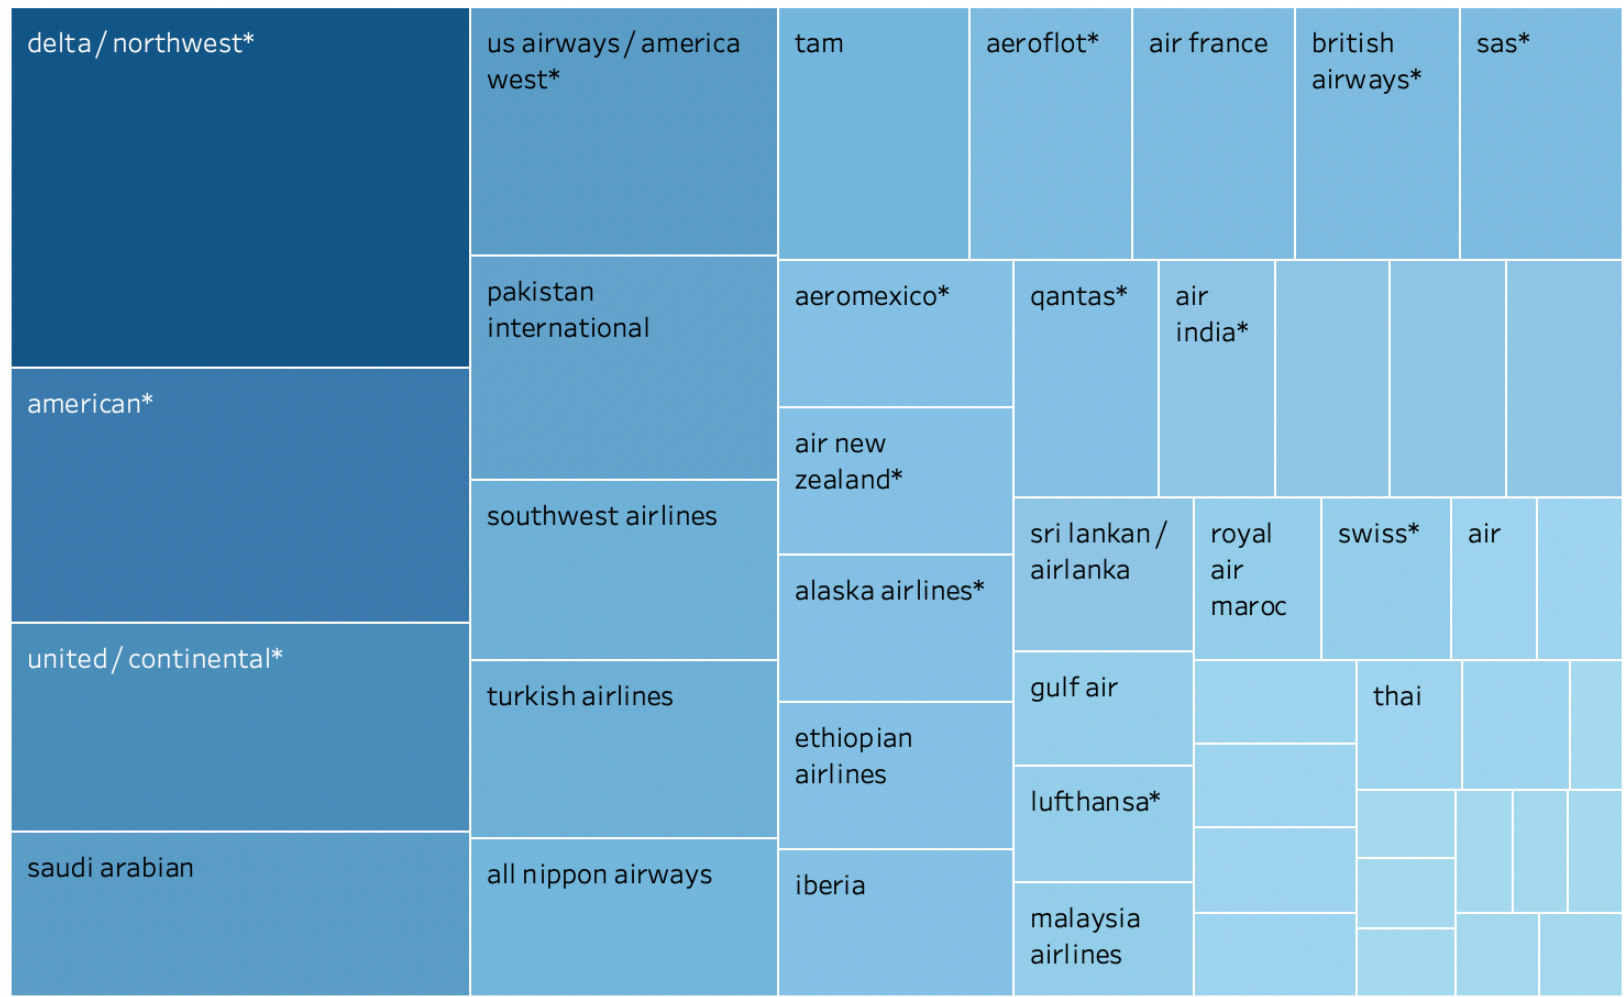 delta / northwest*
american*
united / continental*
saudi arabian
us airways / america
west*
pakistan
international
southwest airlines
turkish airlines
all nippon airways
tam
aeroflot*
air france
british
airways*
sas*
aeromexico*
air new
zealand*
alaska airlines*
ethiopian
airlines
iberia
qantas*
air
india*
sri lankan /
airlanka
gulf air
lufthansa*
malaysia
airlines
royal
air
maroc
swiss*
air
thai